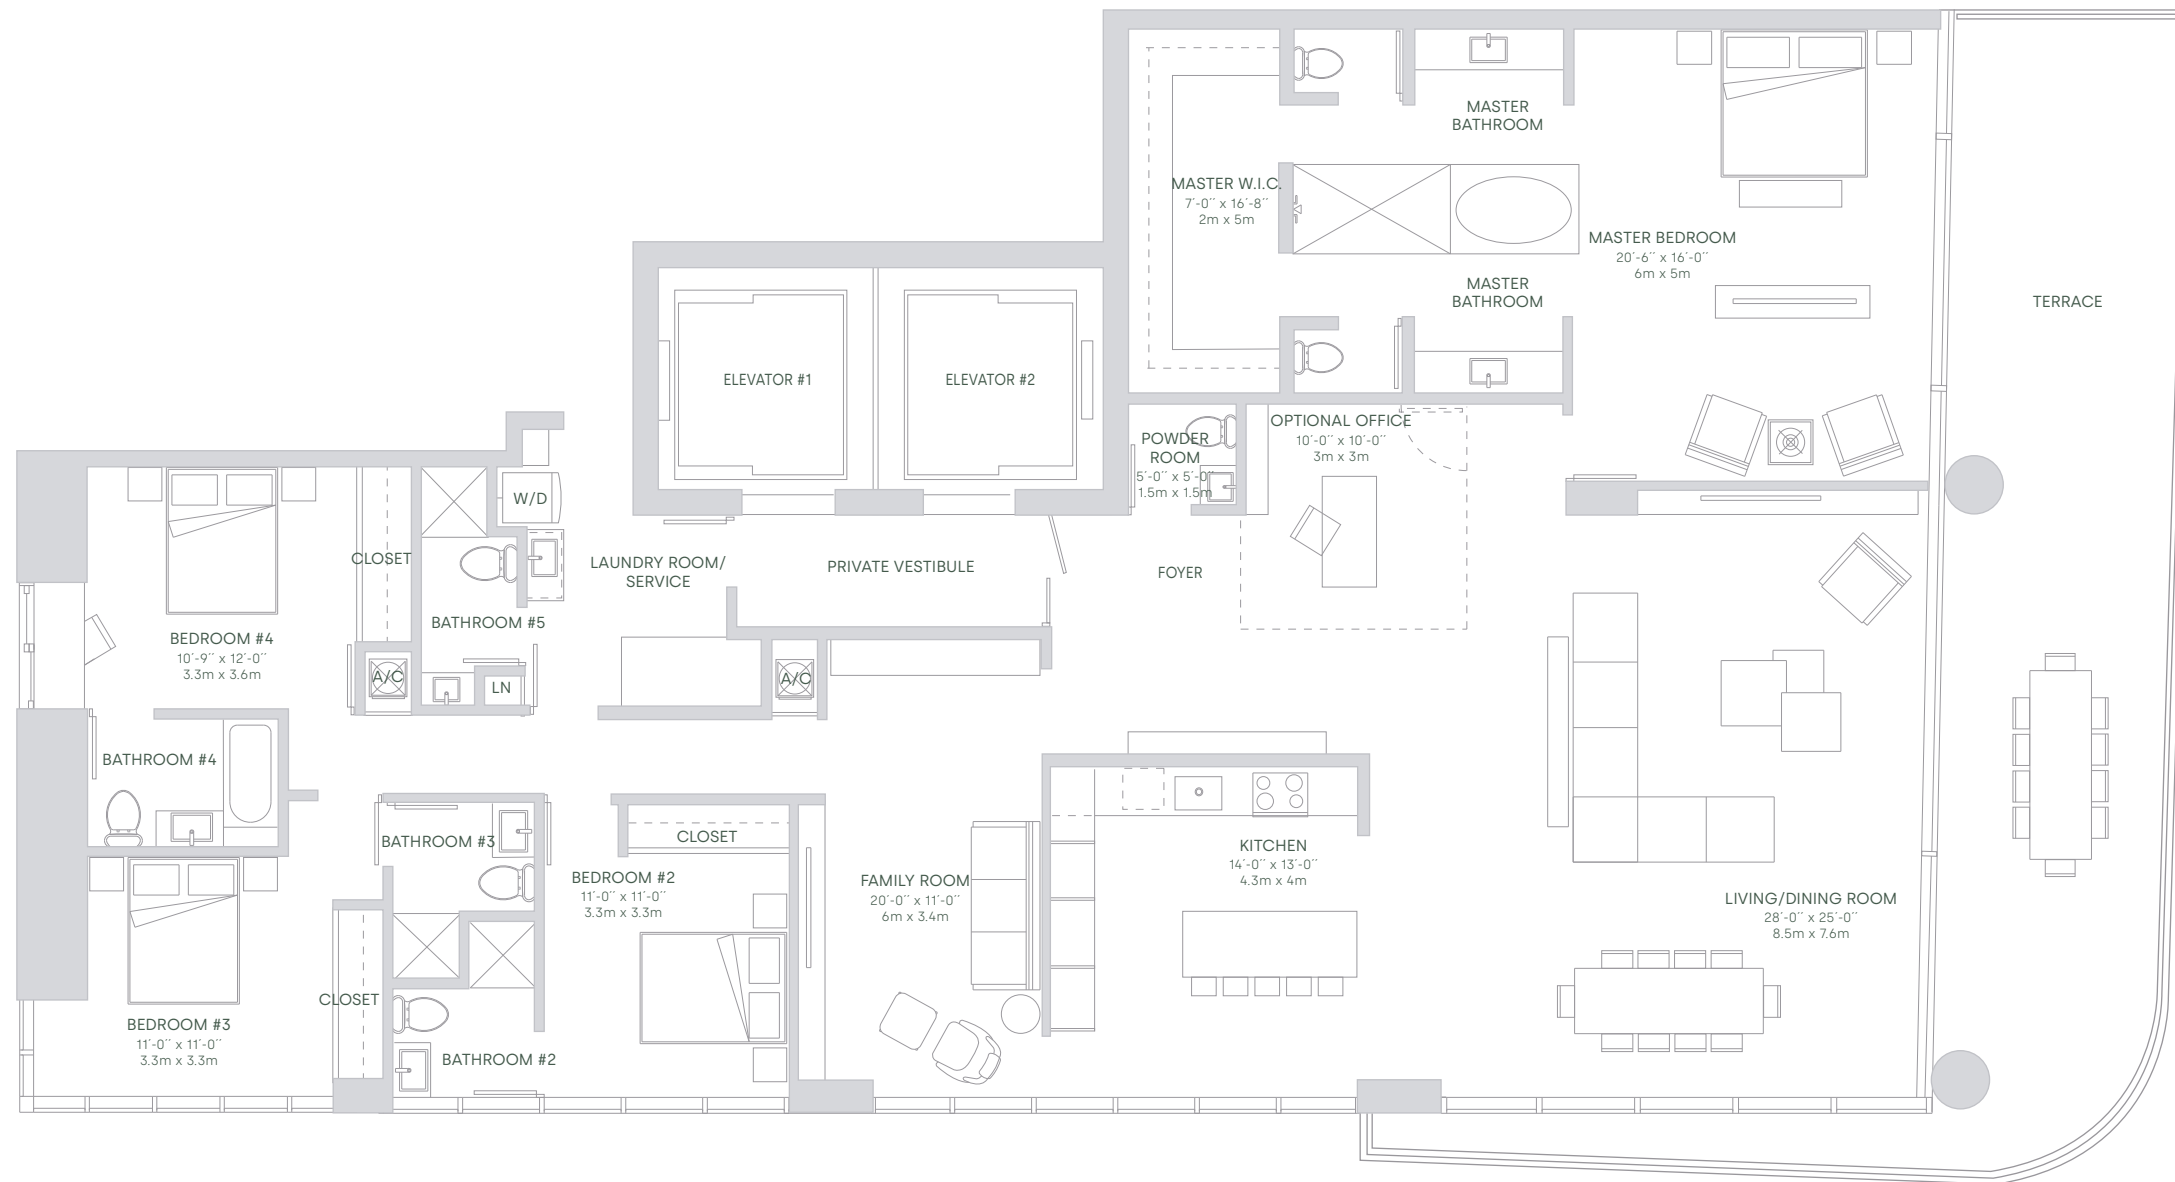 MASTER
BATHROOM
MASTER W.I.C.
7´-0´´ x 16´-8´´
2m x 5m
MASTER BEDROOM
20´-6´´ x 16´-0´´
6m x 5m
MASTER
BATHROOM
TERRACE
ELEVATOR #1
ELEVATOR #2
POWDER
ROOM
5´-0´´ x 5´-0´´
1.5m x 1.5m
OPTIONAL OFFICE
10´-0´´ x 10´-0´´
3m x 3m
W/D
CLOSET
LAUNDRY ROOM/
SERVICE
PRIVATE VESTIBULE
FOYER
BATHROOM #5
BEDROOM #4
10´-9´´ x 12´-0´´
3.3m x 3.6m
A/C
LN
A/C
BATHROOM #4
BATHROOM #3
CLOSET
BEDROOM #2
11´-0´´ x 11´-0´´
3.3m x 3.3m
FAMILY ROOM
20´-0´´ x 11´-0´´
6m x 3.4m
KITCHEN
14´-0´´ x 13´-0´´
4.3m x 4m
LIVING/DINING ROOM
28´-0´´ x 25´-0´´
8.5m x 7.6m
CLOSET
BEDROOM #3
11´-0´´ x 11´-0´´
3.3m x 3.3m
BATHROOM #2